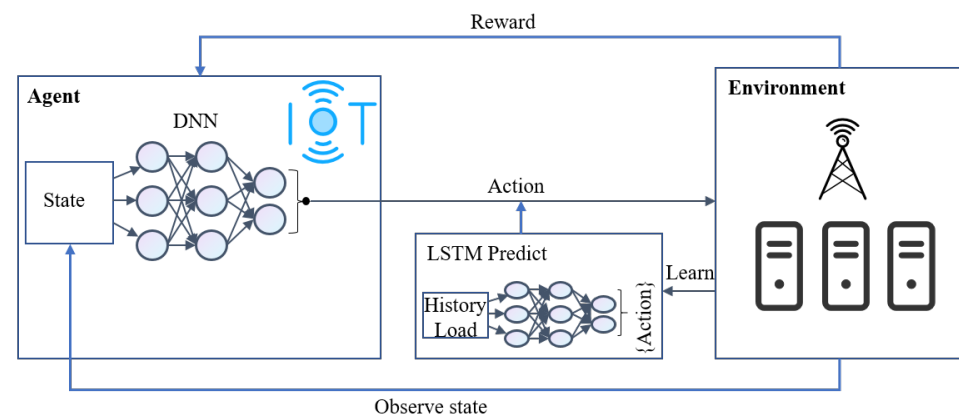 Reward
Agent
Environment
IoT
DNN
State
Action
LSTM Predict
Learn
History
Load
{Action}
Observe state